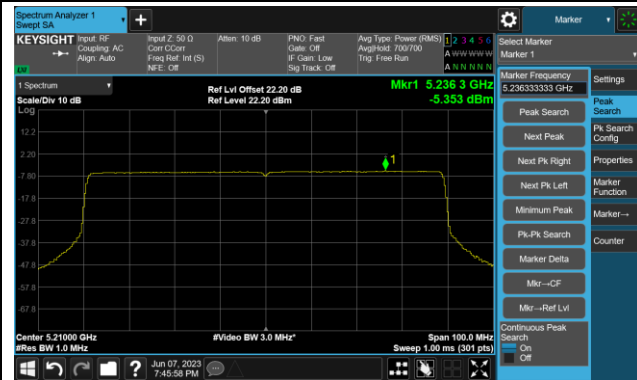 Spectrum Analyzer 1
Swept SA
Marker
KEYSIGHT
Input: RF
Coupling: AC
Align: Auto
Input Z: 50 Ω
Corr CCorr
Freq Ref: Int (S)
NFE: Off
Atten: 10 dB
PNO: Fast
Gate: Off
IF Gain: Low
Sig Track: Off
Avg Type: Power (RMS)
Avg|Hold: 700/700
Trig: Free Run
1 2 3 4 5 6
A W W W W W
A N N N N N
Select Marker
Marker 1
1 Spectrum
Scale/Div 10 dB
Log
Ref Lvl Offset 22.20 dB
Ref Level 22.20 dBm
Mkr1 5.236 3 GHz
-5.353 dBm
12.2
2.20
-7.80
-17.8
-27.8
-37.8
-47.8
-57.8
-67.8
1
Center 5.21000 GHz
#Res BW 1.0 MHz
#Video BW 3.0 MHz*
Span 100.0 MHz
Sweep 1.00 ms (301 pts)
Marker Frequency
5.236333333 GHz
Peak Search
Next Peak
Next Pk Right
Next Pk Left
Minimum Peak
Pk-Pk Search
Marker Delta
Mkr→CF
Mkr→Ref Lvl
Continuous Peak
Search
On
Off
Settings
Peak
Search
Pk Search
Config
Properties
Marker
Function
Marker→
Counter
?
Jun 07, 2023
7:45:58 PM